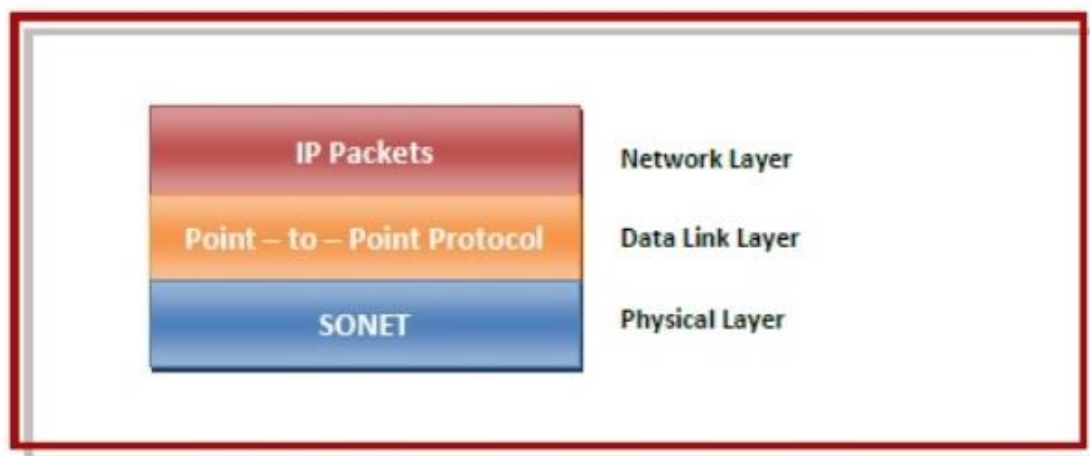 IP Packets
Network Layer
Point – to – Point Protocol
Data Link Layer
SONET
Physical Layer